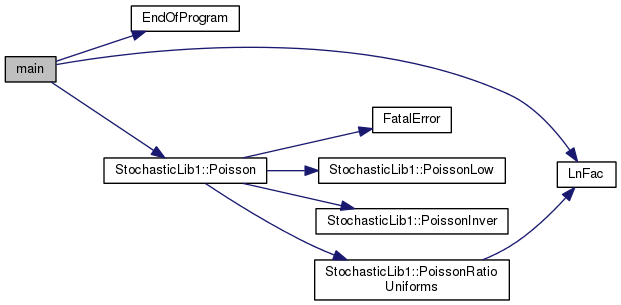 EndOfProgram
main
FatalError
StochasticLib1::Poisson
StochasticLib1::PoissonLow
LnFac
StochasticLib1::PoissonInver
StochasticLib1::PoissonRatio
Uniforms